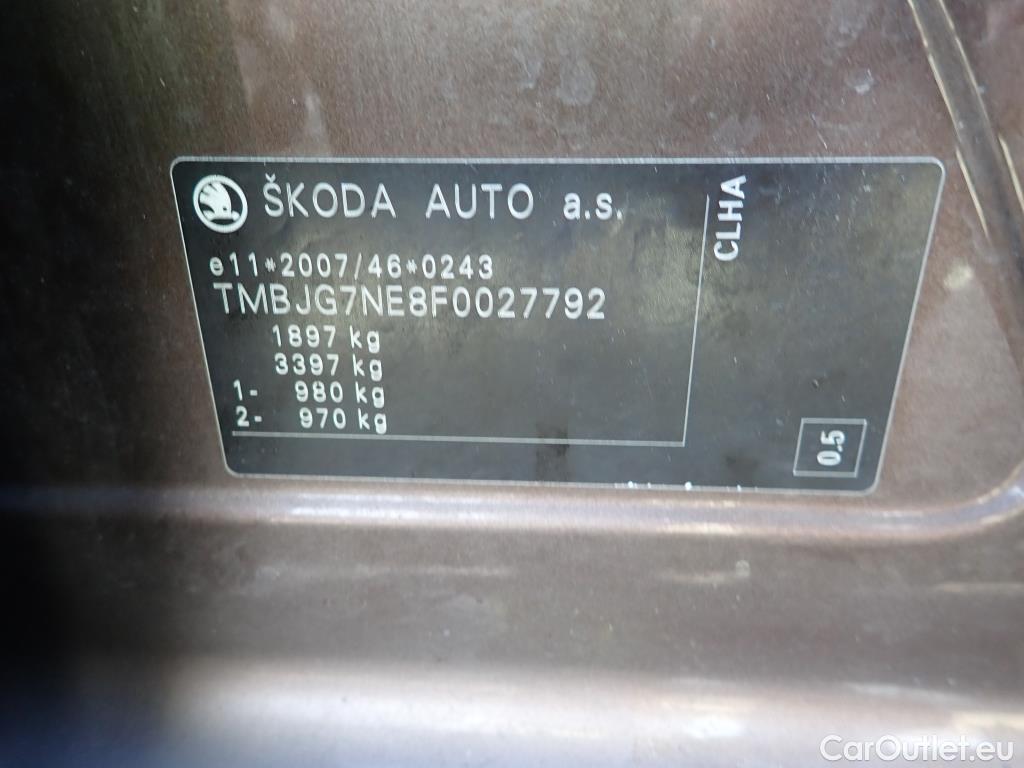 ŠKODA AUTO a.s.
CLHA
e11*2007/46*0243
TMBJG7NE8F0027792
1897 kg
3397 kg
1- 980 kg
2- 970 kg
0.5
CarOutlet.eu